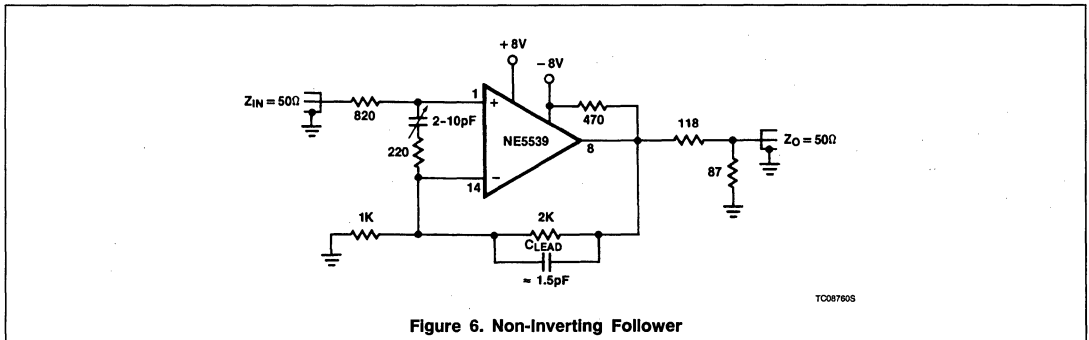 +8V
−8V
Z_IN = 50Ω
820
1
+
2-10pF
470
118
Z_O = 50Ω
NE5539
8
220
87
−
14
1K
2K
C_LEAD
≈ 1.5pF
TC08760S
Figure 6. Non-Inverting Follower